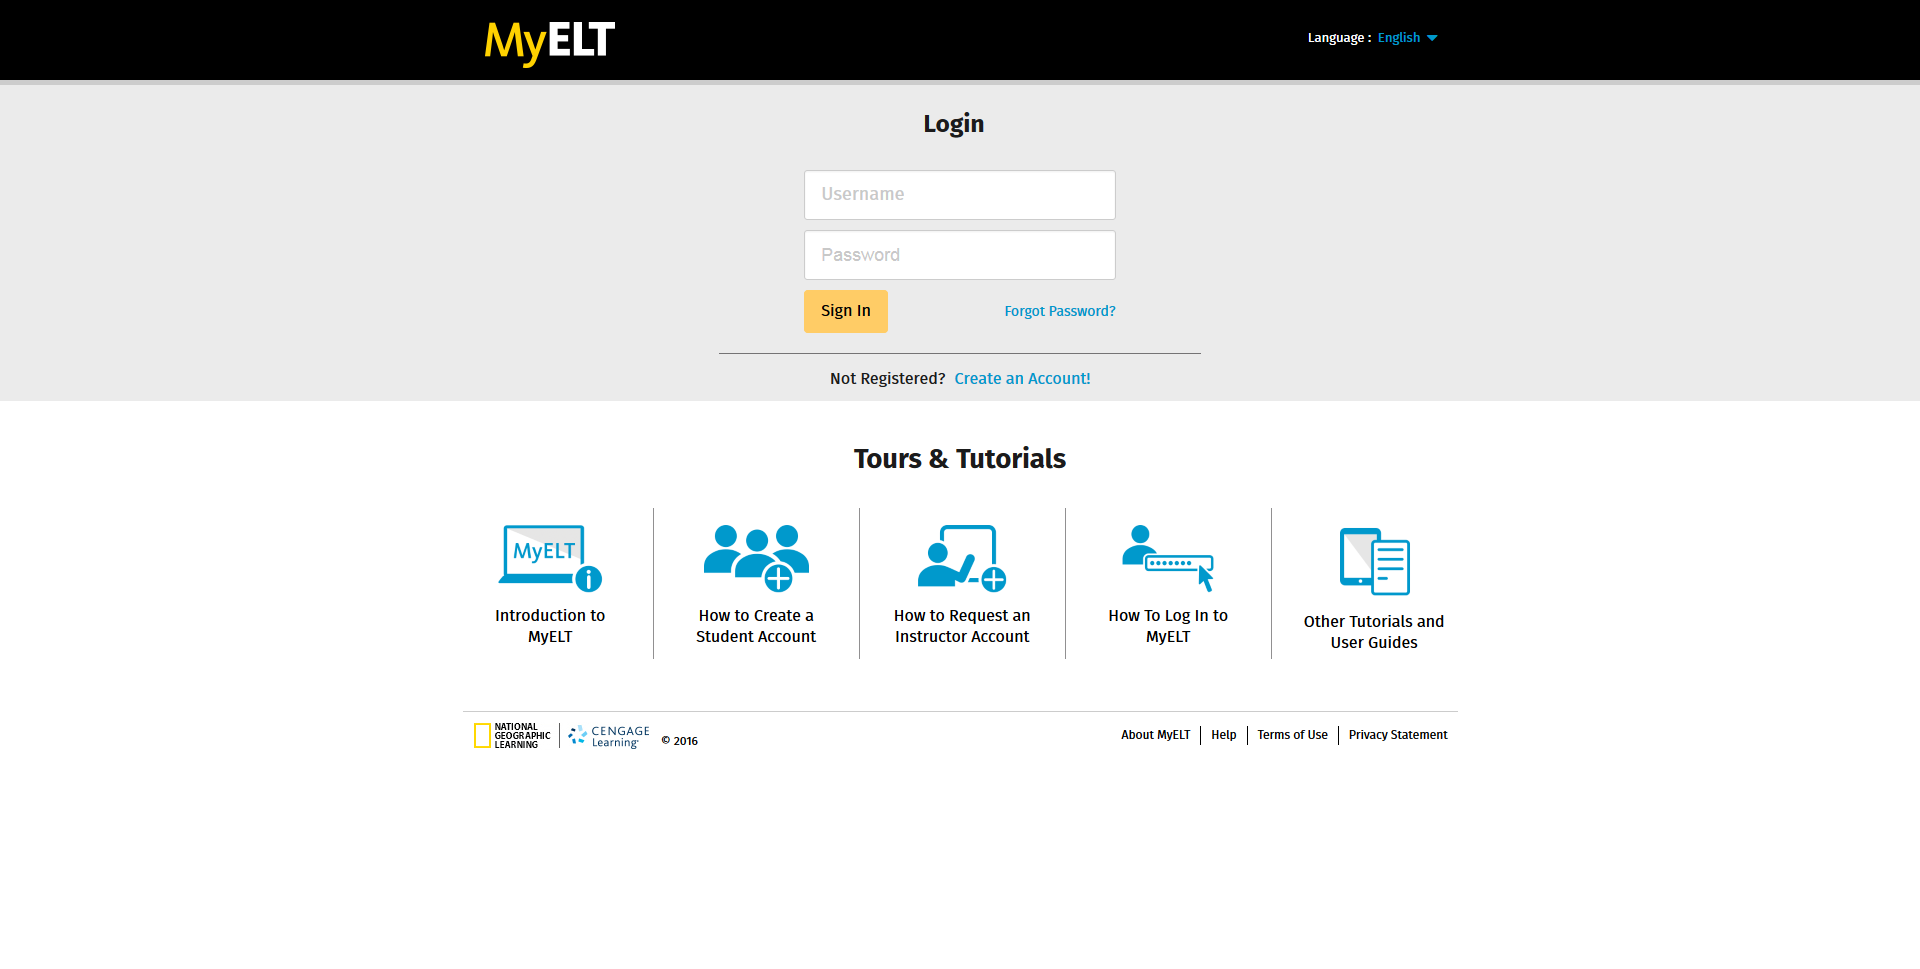 MyELT
Language : English
Login
Username
Password
Sign In
Forgot Password?
Not Registered? Create an Account!
Tours & Tutorials
MyELT
Introduction to
MyELT
How to Create a
Student Account
How to Request an
Instructor Account
How To Log In to
MyELT
Other Tutorials and
User Guides
NATIONAL
GEOGRAPHIC
LEARNING
CENGAGE
Learning
© 2016
About MyELT
Help
Terms of Use
Privacy Statement